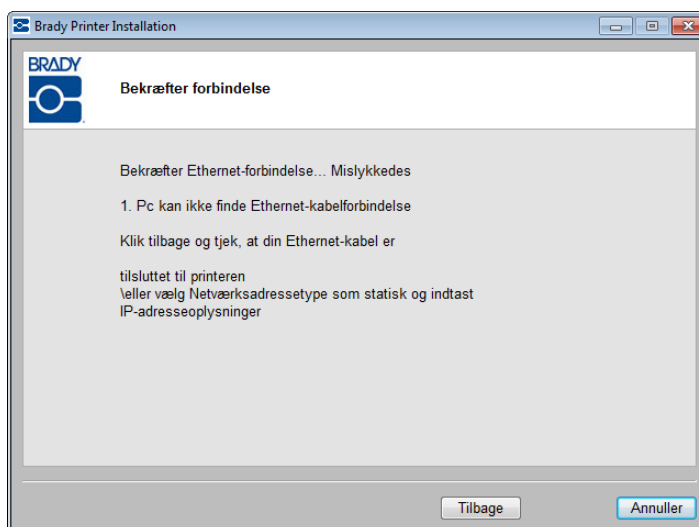 Brady Printer Installation
BRADY
Bekræfter forbindelse
Bekræfter Ethernet-forbindelse... Mislykkedes
1. Pc kan ikke finde Ethernet-kabelforbindelse
Klik tilbage og tjek, at din Ethernet-kabel er
tilsluttet til printeren
\eller vælg Netværksadressetype som statisk og indtast
IP-adresseoplysninger
Tilbage
Annuller